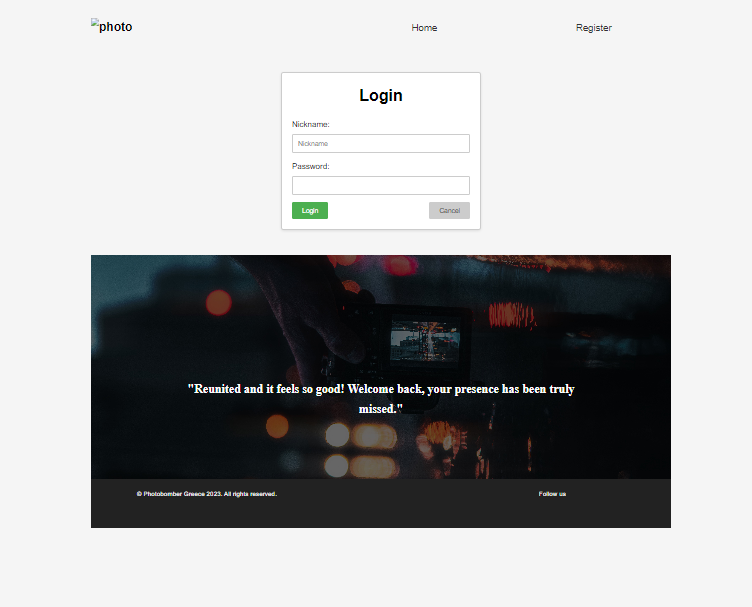 photo
Home
Register
Login
Nickname:
Nickname
Password:
Login
Cancel
"Reunited and it feels so good! Welcome back, your presence has been truly
missed."
© Photobomber Greece 2023. All rights reserved.
Follow us